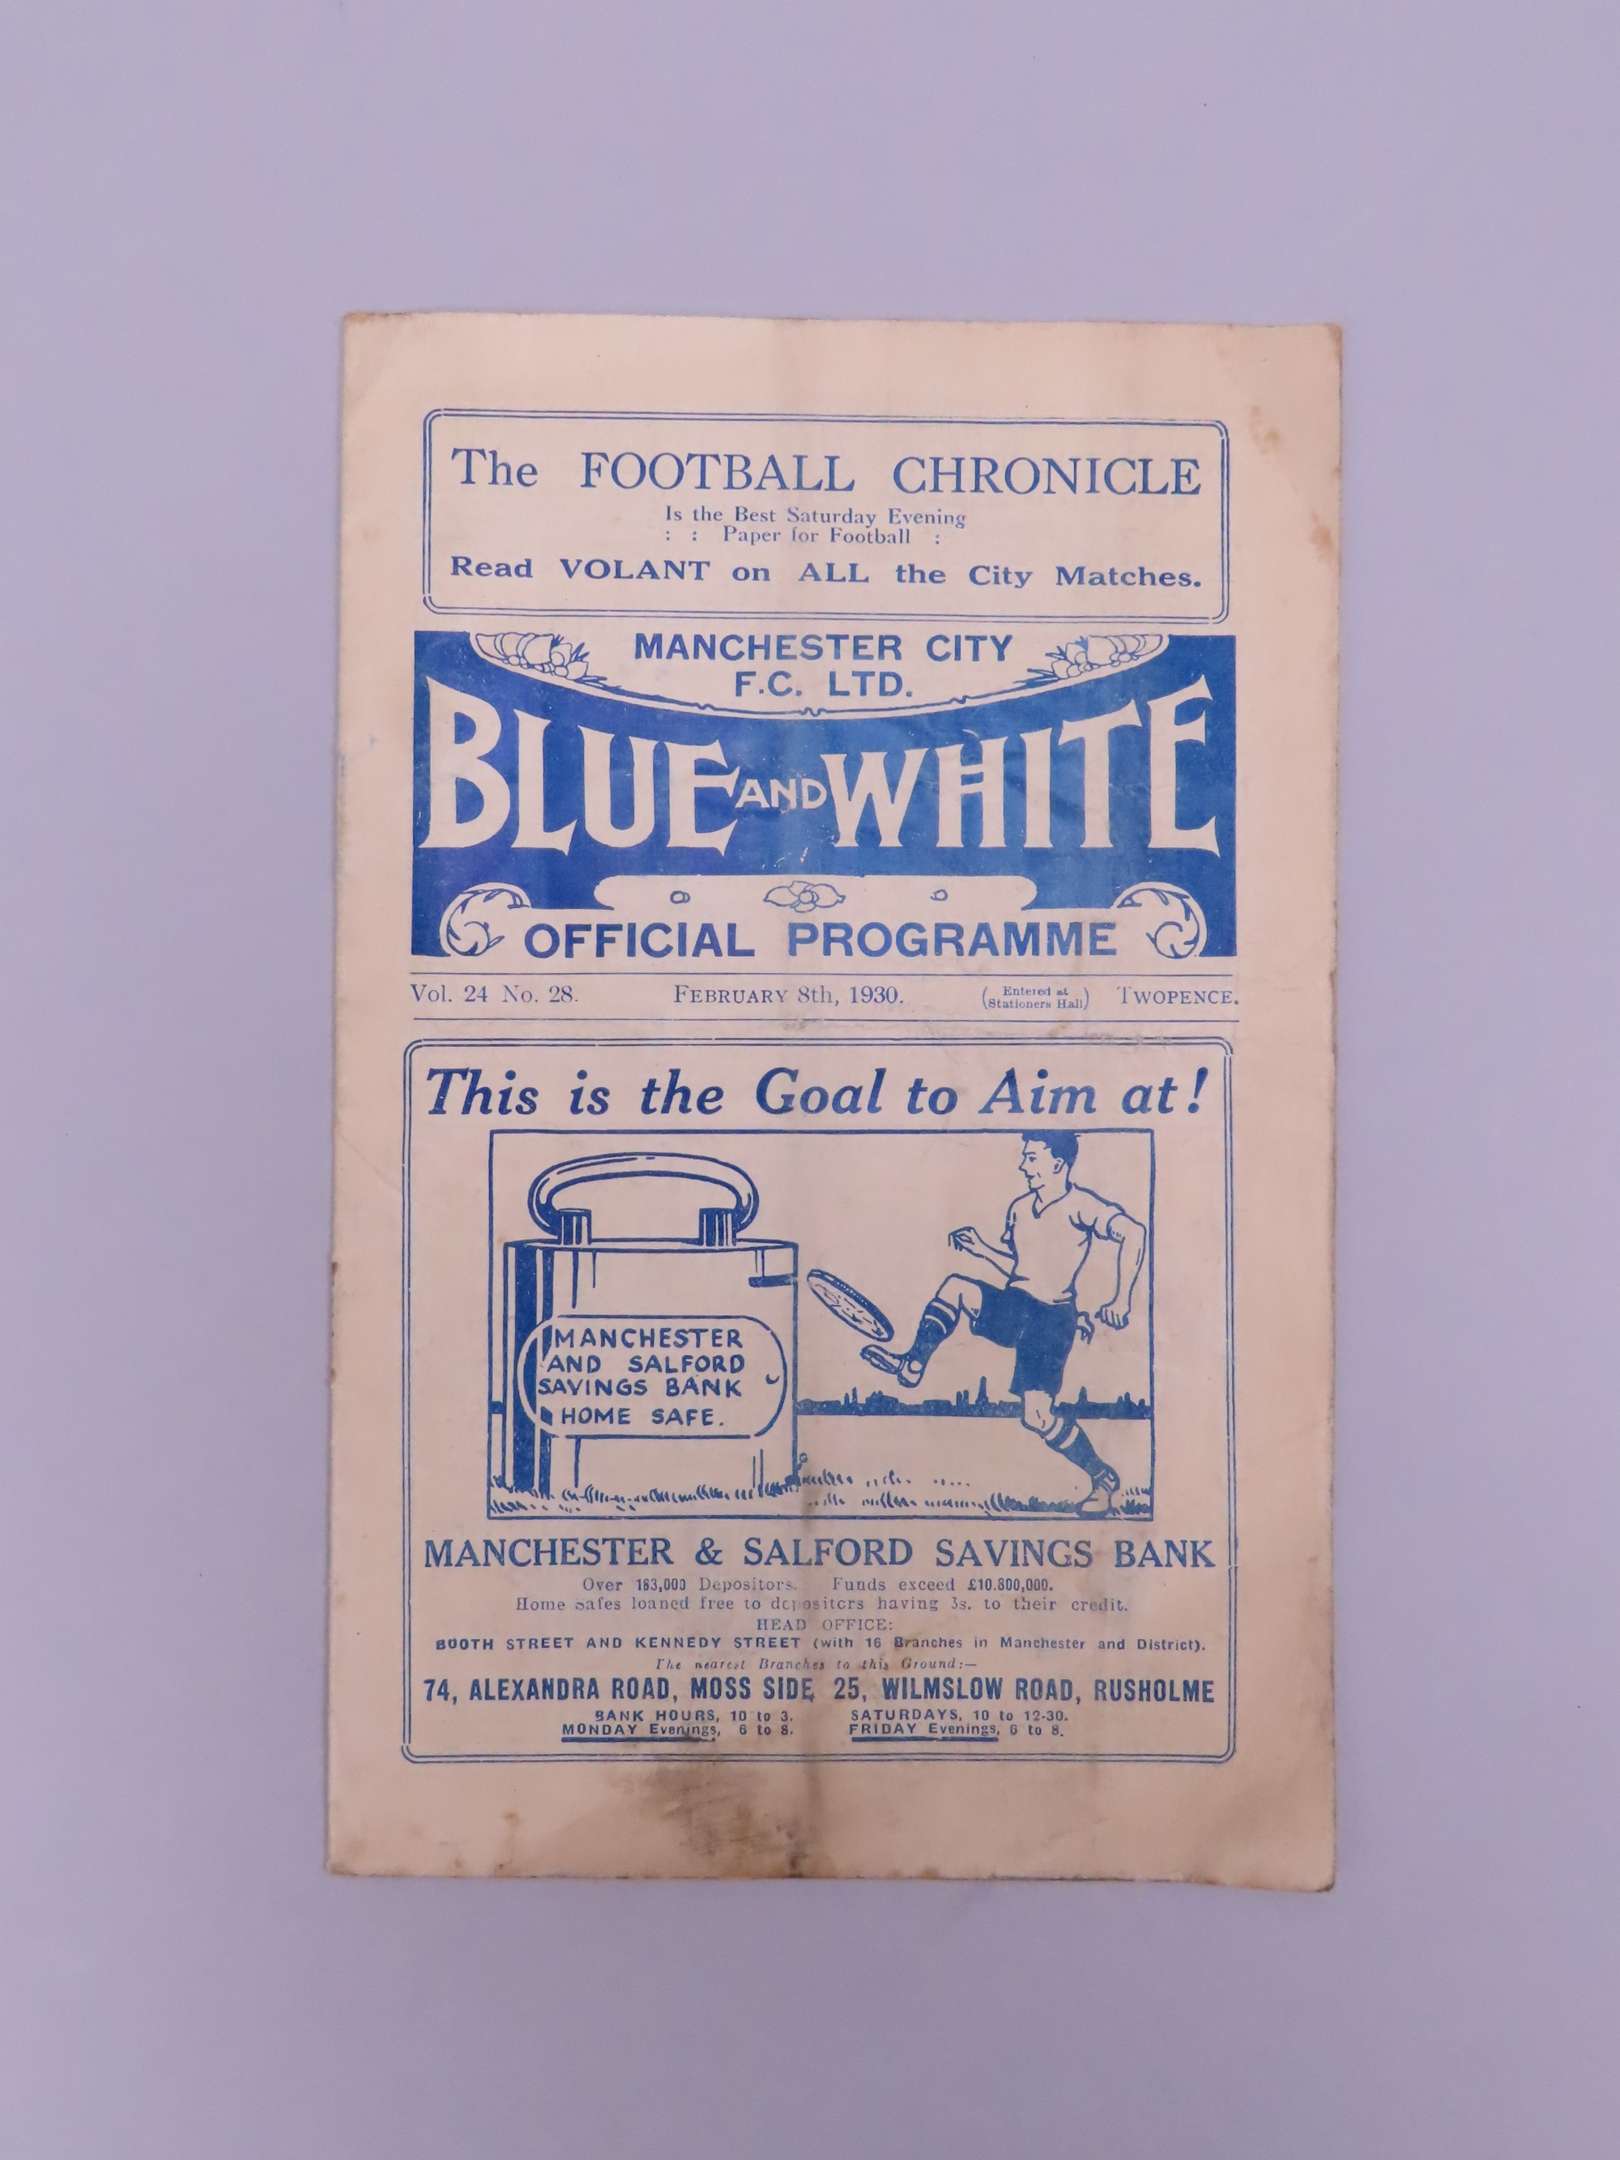 The FOOTBALL CHRONICLE
Is the Best Saturday Evening
: : Paper for Football :
Read VOLANT on ALL the City Matches.
MANCHESTER CITY
F.C. LTD.
BLUE AND WHITE
OFFICIAL PROGRAMME
Vol. 24 No. 28. FEBRUARY 8th, 1930. (Entered at Stationers Hall) TWOPENCE.
This is the Goal to Aim at!
MANCHESTER
AND SALFORD
SAVINGS BANK
HOME SAFE.
MANCHESTER & SALFORD SAVINGS BANK
Over 183,000 Depositors. Funds exceed £10.800,000.
Home Safes loaned free to depositors having 3s. to their credit.
HEAD OFFICE:
BOOTH STREET AND KENNEDY STREET (with 16 Branches in Manchester and District).
The nearest Branches to this Ground:—
74, ALEXANDRA ROAD, MOSS SIDE 25, WILMSLOW ROAD, RUSHOLME
BANK HOURS, 10 to 3. SATURDAYS, 10 to 12-30.
MONDAY Evenings, 6 to 8. FRIDAY Evenings, 6 to 8.